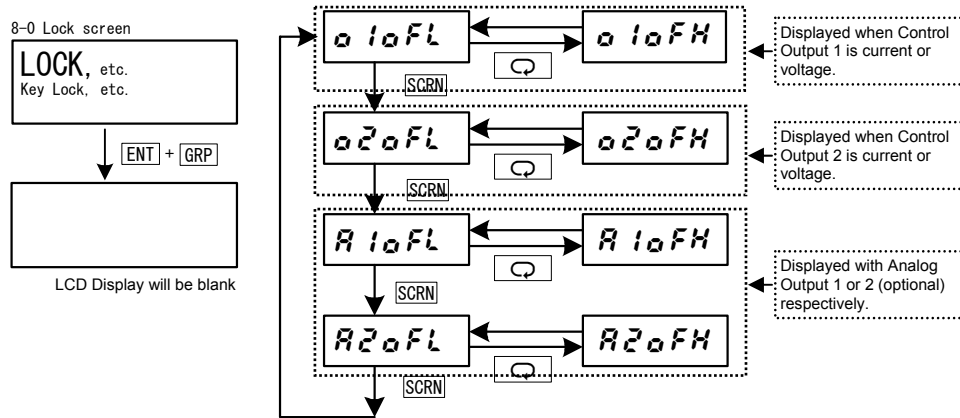 8-0 Lock screen
LOCK, etc.
Key Lock, etc.
ENT + GRP
LCD Display will be blank
o1oFL
o1oFH
SCRN
Displayed when Control
Output 1 is current or
voltage.
o2oFL
o2oFH
SCRN
Displayed when Control
Output 2 is current or
voltage.
A1oFL
A1oFH
SCRN
A2oFL
A2oFH
SCRN
Displayed with Analog
Output 1 or 2 (optional)
respectively.